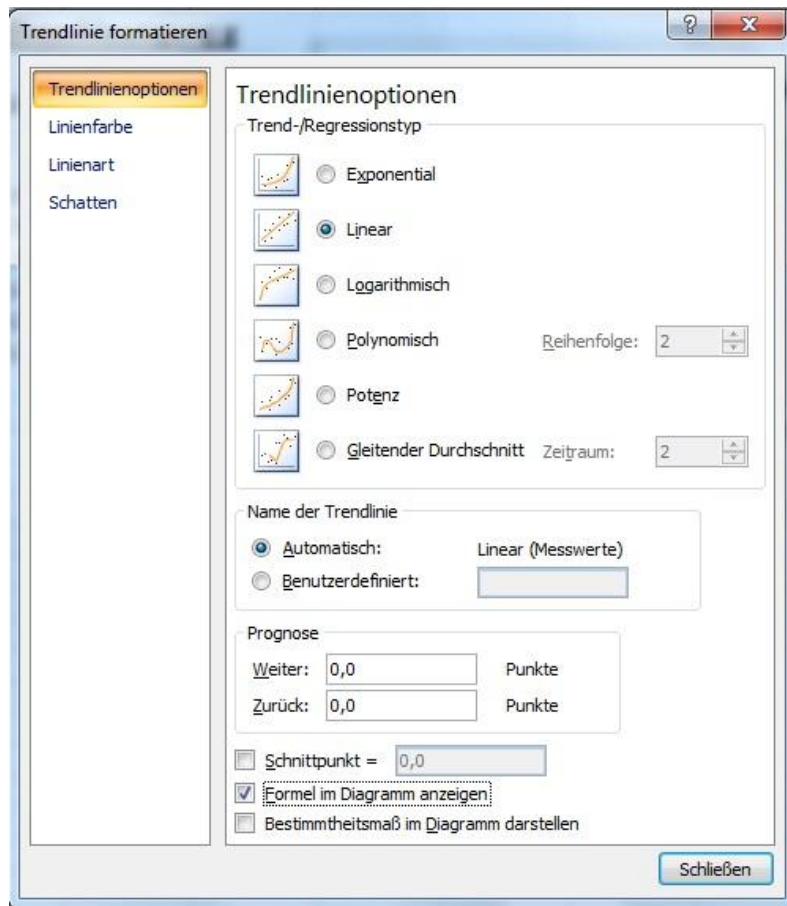 Trendlinie formatieren
Trendlinienoptionen
Linienfarbe
Linienart
Schatten
Trendlinienoptionen
Trend-/Regressionstyp
Exponential
Linear
Logarithmisch
Polynomisch Reihenfolge: 2
Potenz
Gleitender Durchschnitt Zeitraum: 2
Name der Trendlinie
Automatisch: Linear (Messwerte)
Benutzerdefiniert:
Prognose
Weiter: 0,0 Punkte
Zurück: 0,0 Punkte
Schnittpunkt = 0,0
Formel im Diagramm anzeigen
Bestimmtheitsmaß im Diagramm darstellen
Schließen